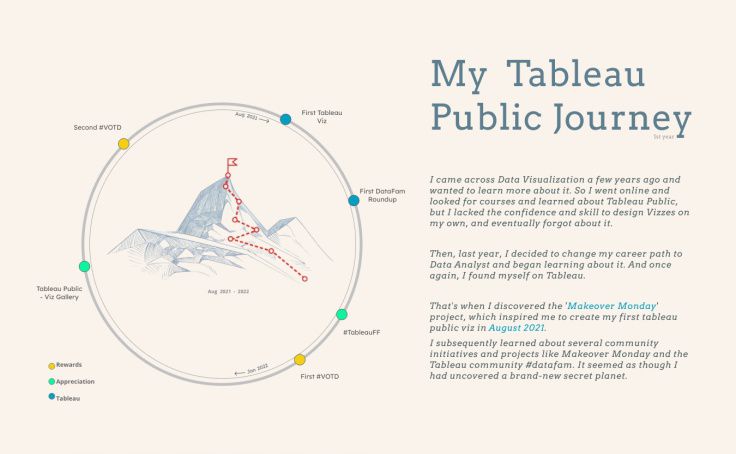 My Tableau
Public Journey
1st year
Aug 2021
First Tableau
Viz
Second #VOTD
First DataFam
Roundup
Tableau Public
- Viz Gallery
Aug 2021 - 2022
#TableauFF
Jan 2022
First #VOTD
Rewards
Appreciation
Tableau
I came across Data Visualization a few years ago and
wanted to learn more about it. So I went online and
looked for courses and learned about Tableau Public,
but I lacked the confidence and skill to design Vizzes on
my own, and eventually forgot about it.
Then, last year, I decided to change my career path to
Data Analyst and began learning about it. And once
again, I found myself on Tableau.
That's when I discovered the 'Makeover Monday'
project, which inspired me to create my first tableau
public viz in August 2021.
I subsequently learned about several community
initiatives and projects like Makeover Monday and the
Tableau community #datafam. It seemed as though I
had uncovered a brand-new secret planet.